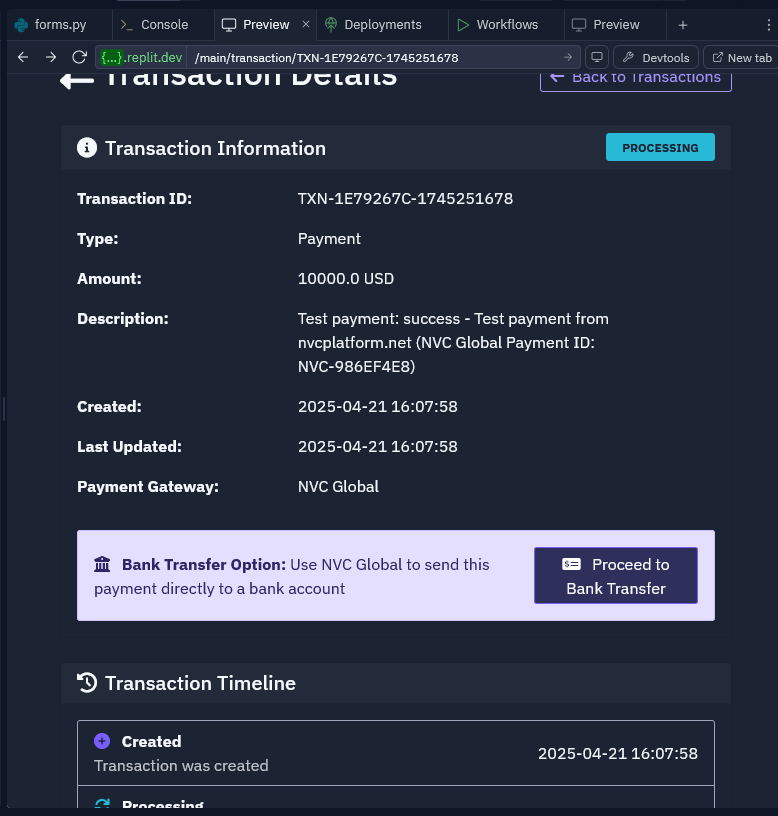 forms.py
Console
Preview
Deployments
Workflows
Preview
{...}.replit.dev /main/transaction/TXN-1E79267C-1745251678
Devtools
New tab
Transaction Details
Back to Transactions
Transaction Information
PROCESSING
Transaction ID: TXN-1E79267C-1745251678
Type: Payment
Amount: 10000.0 USD
Description: Test payment: success - Test payment from
nvcplatform.net (NVC Global Payment ID:
NVC-986EF4E8)
Created: 2025-04-21 16:07:58
Last Updated: 2025-04-21 16:07:58
Payment Gateway: NVC Global
Bank Transfer Option: Use NVC Global to send this
payment directly to a bank account
Proceed to
Bank Transfer
Transaction Timeline
Created
Transaction was created
2025-04-21 16:07:58
Processing